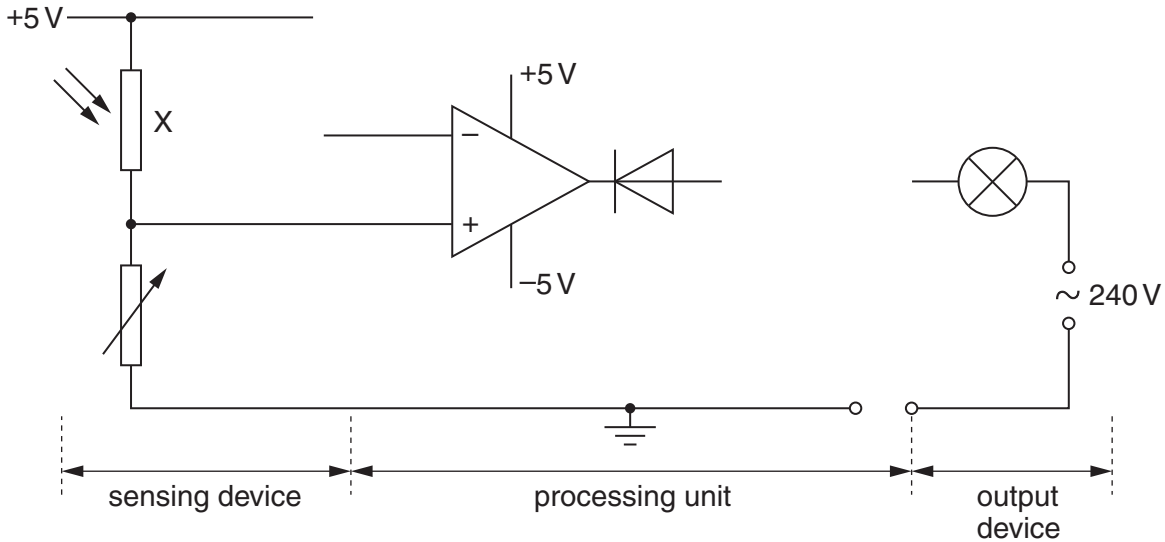 +5 V
+5 V
X
–
+
–5 V
~ 240 V
sensing device
processing unit
output
device